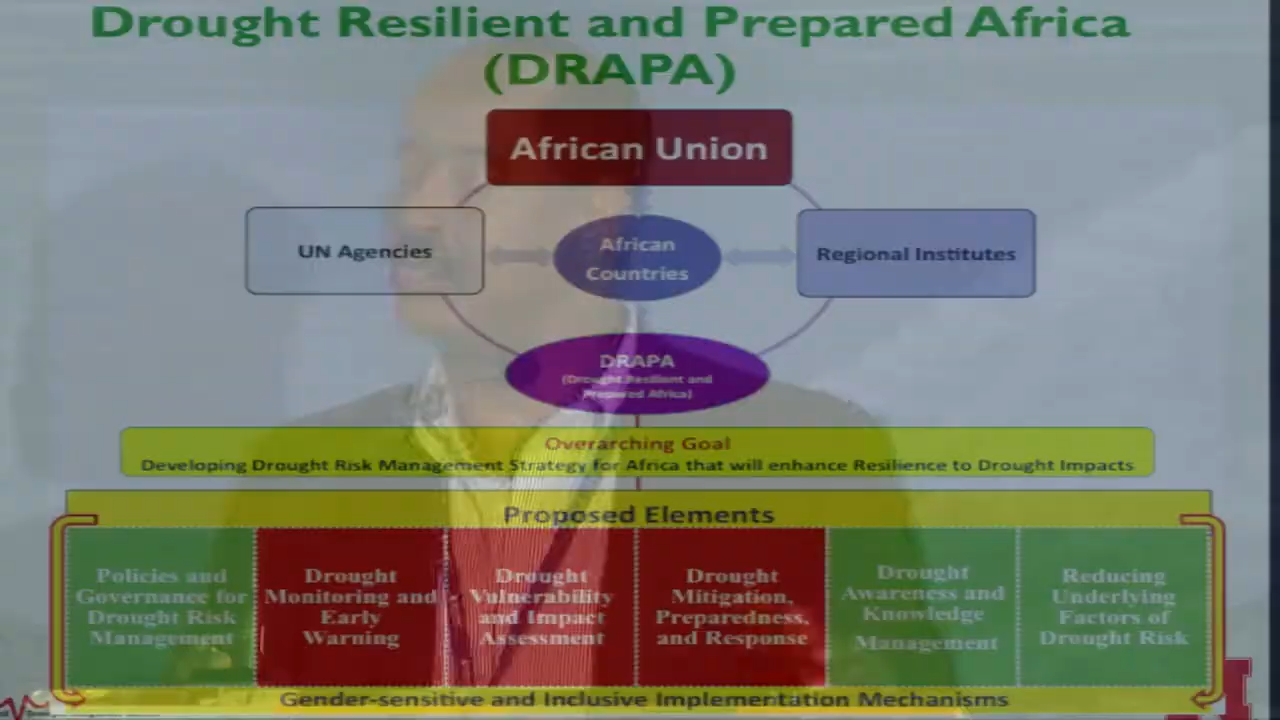 Drought Resilient and Prepared Africa
(DRAPA)
African Union
UN Agencies
African
Countries
Regional Institutes
DRAPA
(Drought Resilient and
Prepared Africa)
Overarching Goal
Developing Drought Risk Management Strategy for Africa that will enhance Resilience to Drought Impacts
Proposed Elements
Policies and
Governance for
Drought Risk
Management
Drought
Monitoring and
Early
Warning
Drought
Vulnerability
and Impact
Assessment
Drought
Mitigation,
Preparedness,
and Response
Drought
Awareness and
Knowledge
Management
Reducing
Underlying
Factors of
Drought Risk
Gender-sensitive and Inclusive Implementation Mechanisms